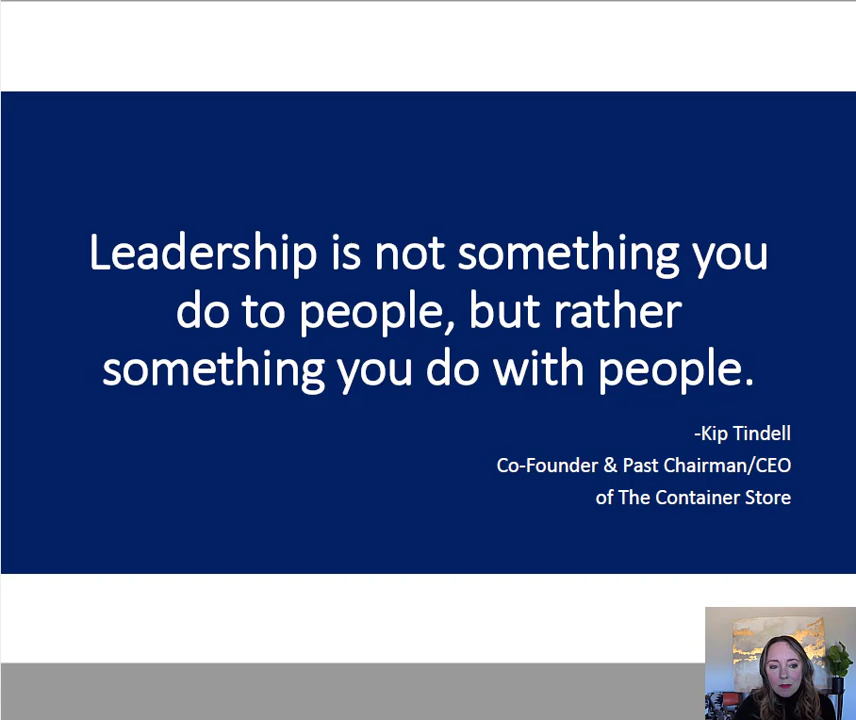 Leadership is not something you
do to people, but rather
something you do with people.
-Kip Tindell
Co-Founder & Past Chairman/CEO
of The Container Store